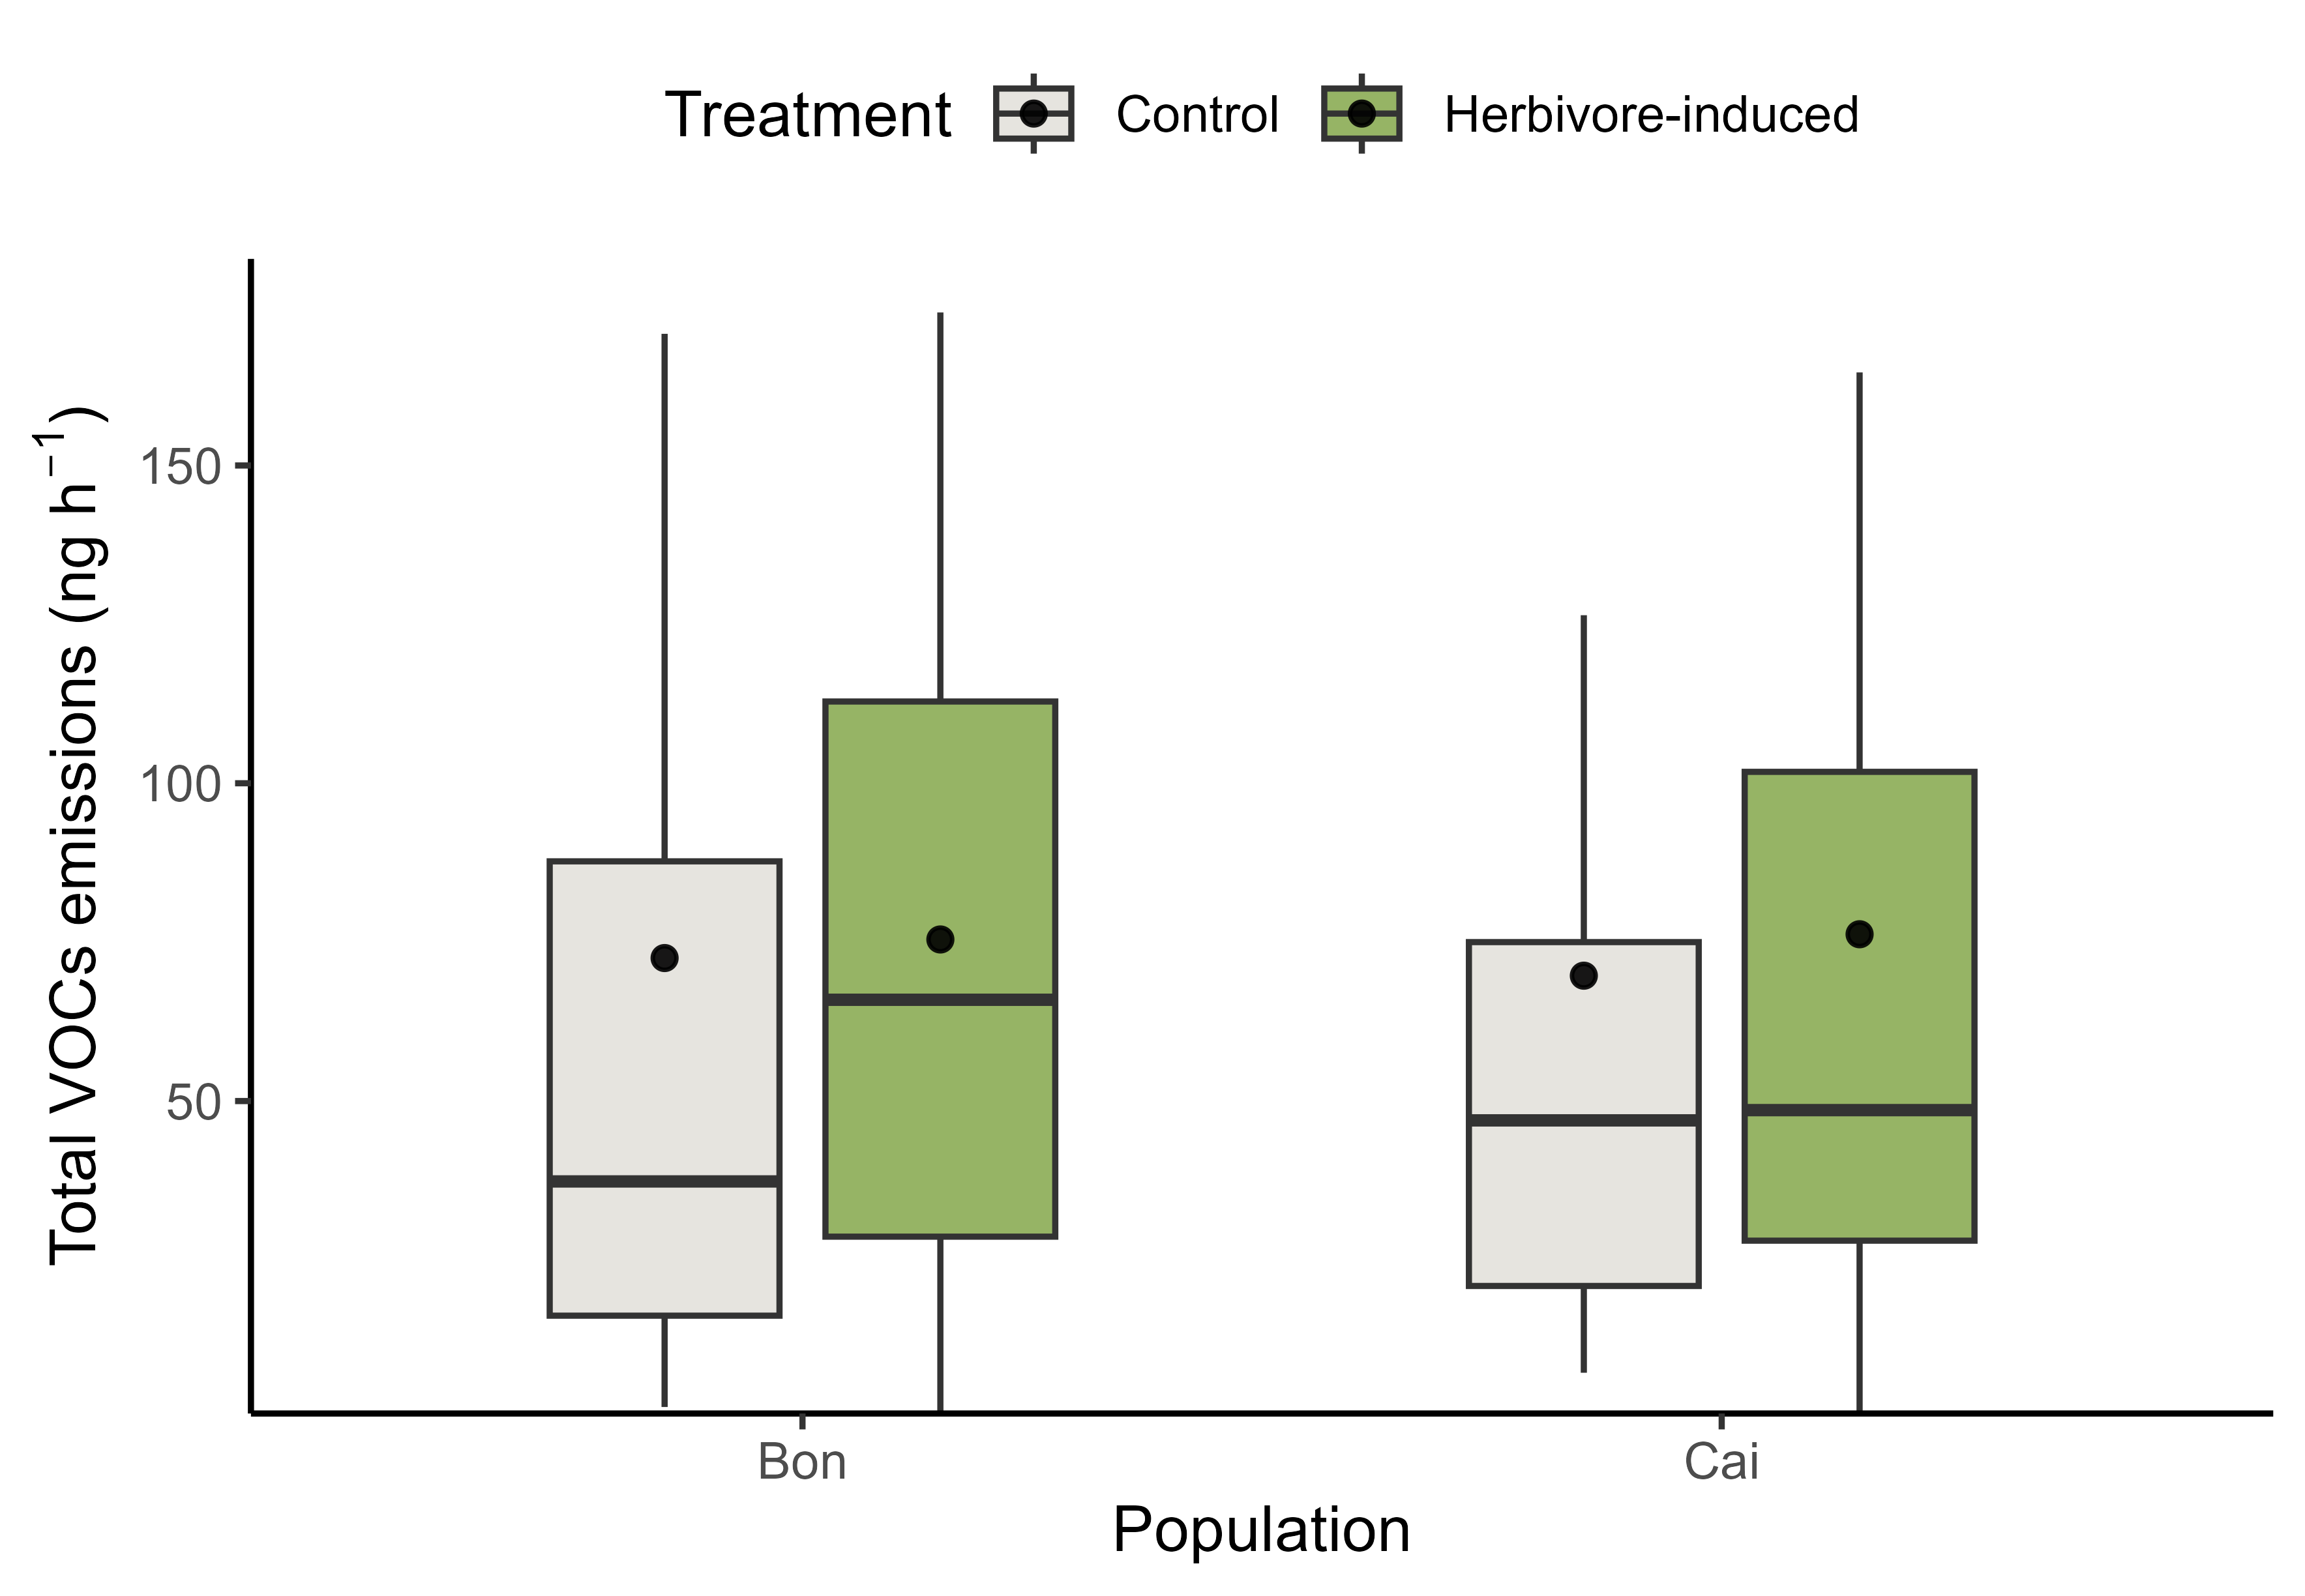 Treatment Control Herbivore-induced
Total VOCs emissions (ng h⁻¹)
150
100
50
Bon Cai
Population